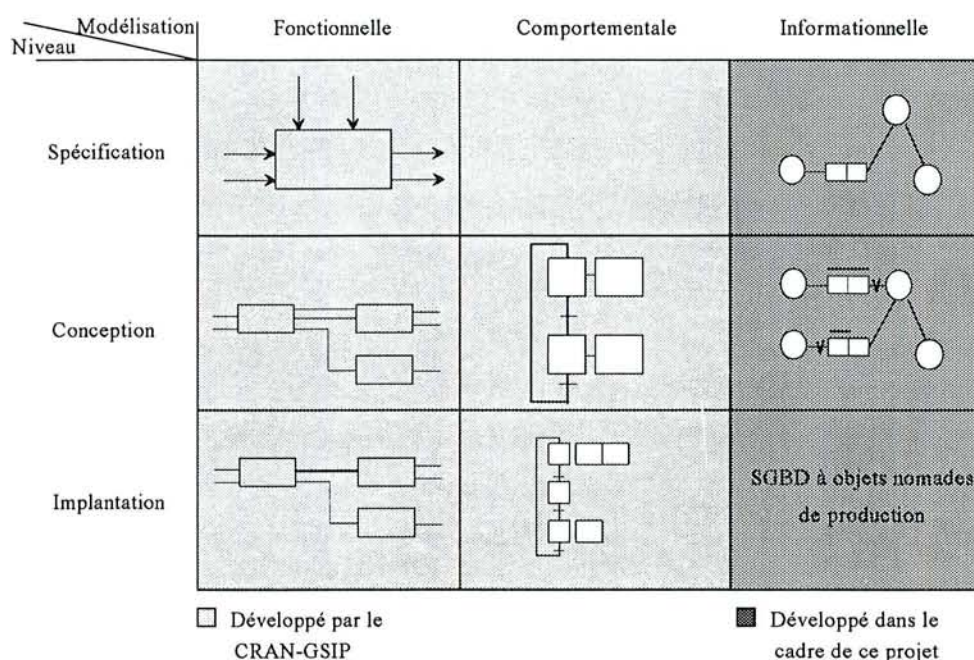 Modélisation
Niveau
Fonctionnelle
Comportementale
Informationnelle
Spécification
Conception
Implantation
SGBD à objets nomades
de production
Développé par le
CRAN-GSIP
Développé dans le
cadre de ce projet